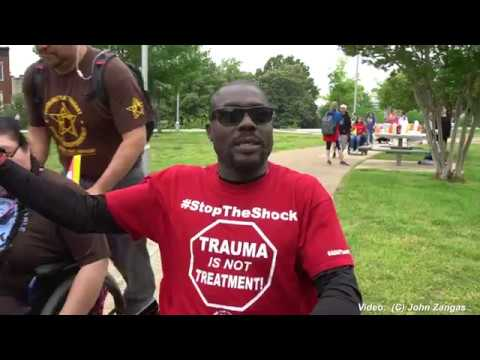 #StopTheShock
TRAUMA
IS NOT
TREATMENT!
Video: (C) John Zangas